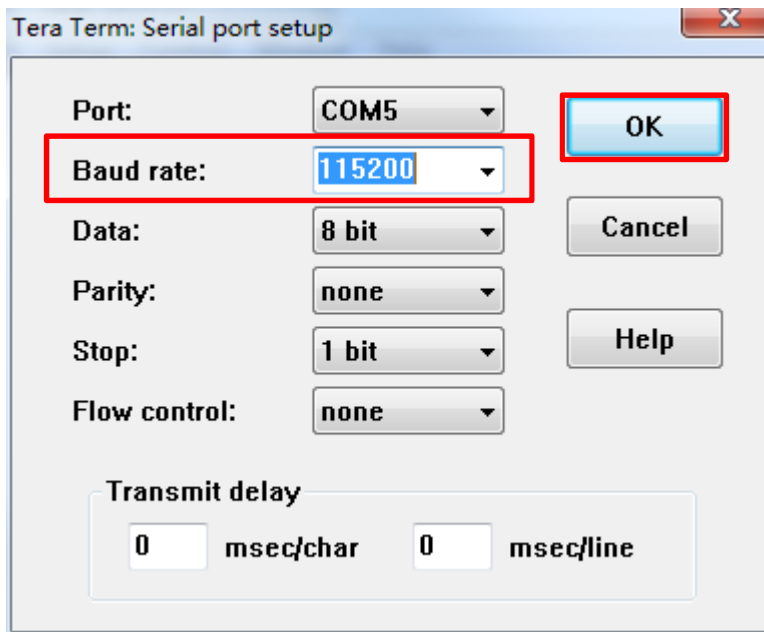 Tera Term: Serial port setup
Port: COM5 OK
Baud rate: 115200
Data: 8 bit Cancel
Parity: none
Stop: 1 bit Help
Flow control: none
Transmit delay
0 msec/char 0 msec/line